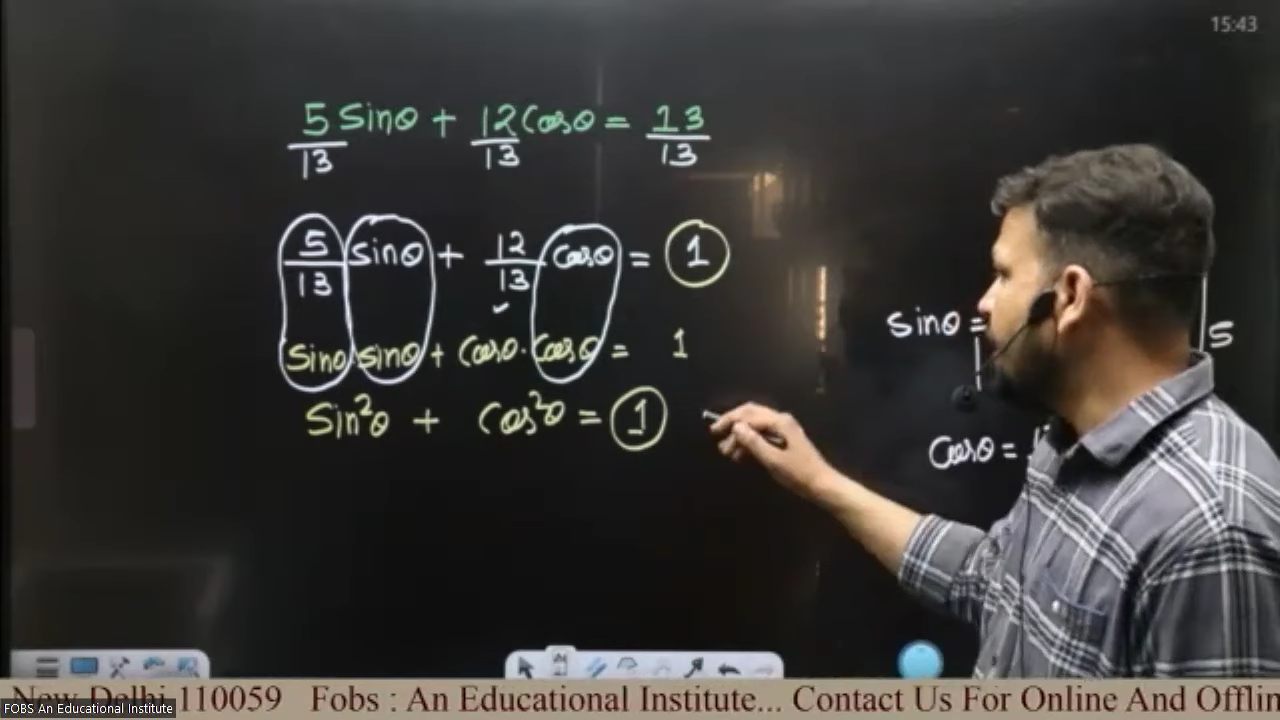 15:43
5 Sinθ + 12 Cosθ = 13
13 13 13
5 sinθ + 12 cosθ = 1
13 13
Sinθ sinθ + Cosθ · Cosθ = 1
Sin²θ + Cos²θ = 1
Sinθ =
5
Cosθ =
New Delhi 110059 Fobs : An Educational Institute... Contact Us For Online And Offlin
FOBS An Educational Institute